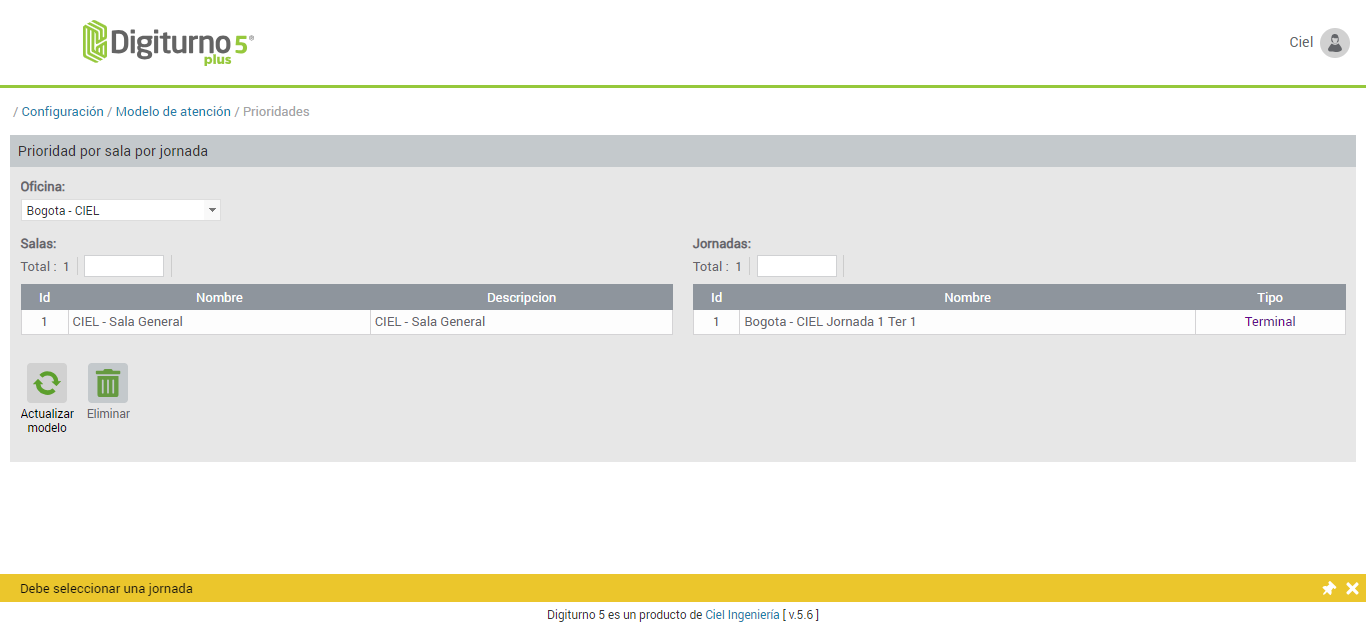 Digiturno 5®
plus
Ciel
/ Configuración / Modelo de atención / Prioridades
Prioridad por sala por jornada
Oficina:
Bogota - CIEL
Salas:
Total : 1
Id Nombre Descripcion
1 CIEL - Sala General CIEL - Sala General
Jornadas:
Total : 1
Id Nombre Tipo
1 Bogota - CIEL Jornada 1 Ter 1 Terminal
Actualizar
modelo
Eliminar
Debe seleccionar una jornada
Digiturno 5 es un producto de Ciel Ingeniería [ v.5.6 ]